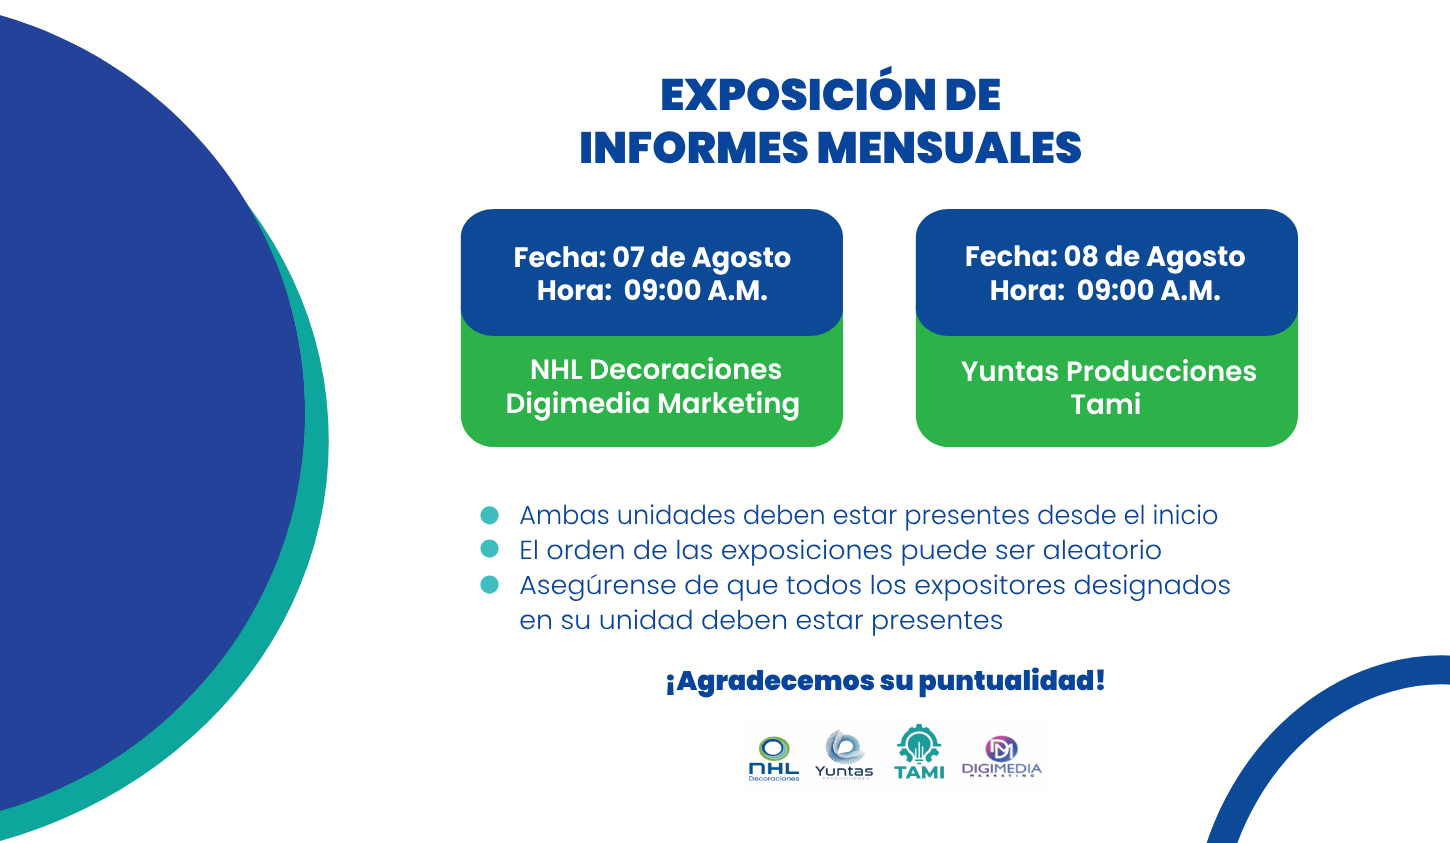 EXPOSICIÓN DE
INFORMES MENSUALES
Fecha: 07 de Agosto
Hora: 09:00 A.M.
NHL Decoraciones
Digimedia Marketing
Fecha: 08 de Agosto
Hora: 09:00 A.M.
Yuntas Producciones
Tami
Ambas unidades deben estar presentes desde el inicio
El orden de las exposiciones puede ser aleatorio
Asegúrense de que todos los expositores designados
en su unidad deben estar presentes
¡Agradecemos su puntualidad!
NHL
Decoraciones
Yuntas
PRODUCCIONES
TAMI
DM
DIGIMEDIA
MARKETING